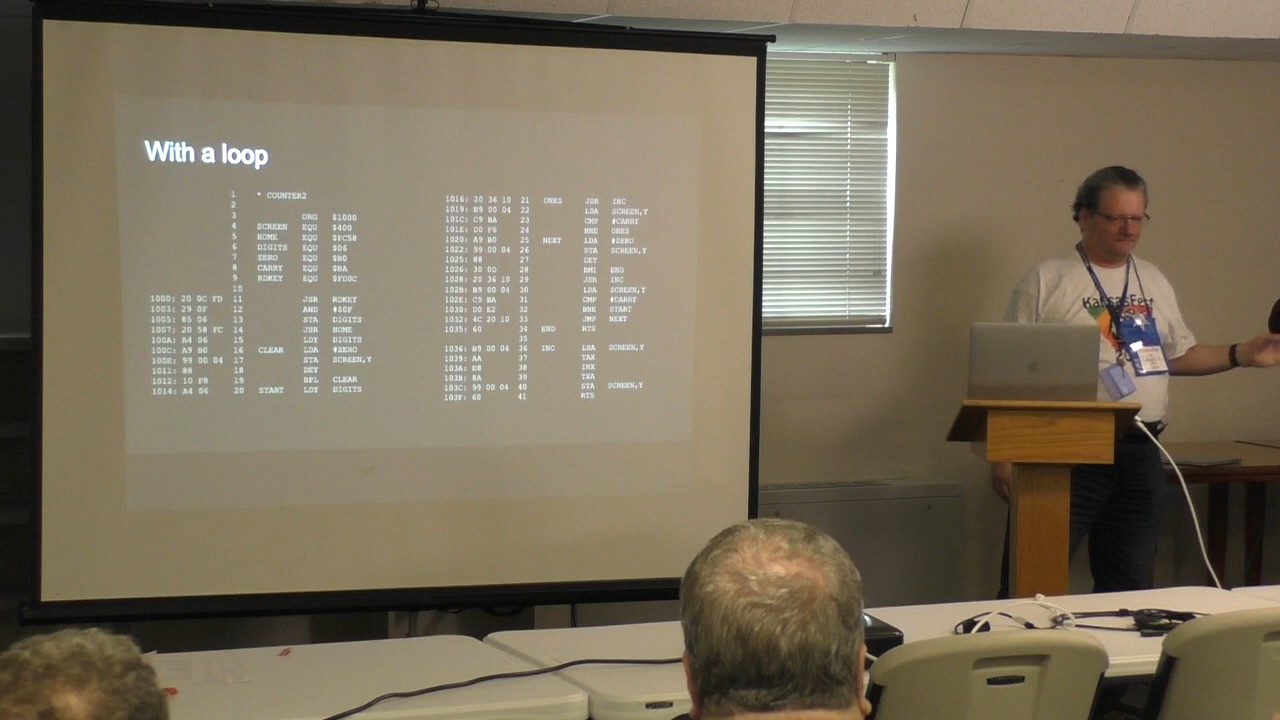 With a loop
1 * COUNTER2
2
3 ORG $1000
4 SCREEN EQU $400
5 HOME EQU $FC58
6 DIGITS EQU $06
7 ZERO EQU $B0
8 CARRY EQU $BA
9 RDKEY EQU $FD0C
10
1000: 20 0C FD 11 JSR RDKEY
1003: 29 0F 12 AND #$0F
1005: 85 06 13 STA DIGITS
1007: 20 58 FC 14 JSR HOME
100A: A4 06 15 LDY DIGITS
100C: A9 B0 16 CLEAR LDA #ZERO
100E: 99 00 04 17 STA SCREEN,Y
1011: 88 18 DEY
1012: 10 F8 19 BPL CLEAR
1014: A4 06 20 START LDY DIGITS
1016: 20 36 10 21 ONES JSR INC
1019: B9 00 04 22 LDA SCREEN,Y
101C: C9 BA 23 CMP #CARRY
101E: D0 F6 24 BNE ONES
1020: A9 B0 25 NEXT LDA #ZERO
1022: 99 00 04 26 STA SCREEN,Y
1025: 88 27 DEY
1026: 30 0D 28 BMI END
1028: 20 36 10 29 JSR INC
102B: B9 00 04 30 LDA SCREEN,Y
102E: C9 BA 31 CMP #CARRY
1030: D0 E2 32 BNE START
1032: 4C 20 10 33 JMP NEXT
1035: 60 34 END RTS
35
1036: B9 00 04 36 INC LDA SCREEN,Y
1039: AA 37 TAX
103A: E8 38 INX
103B: 8A 39 TXA
103C: 99 00 04 40 STA SCREEN,Y
103F: 60 41 RTS
KansasFest